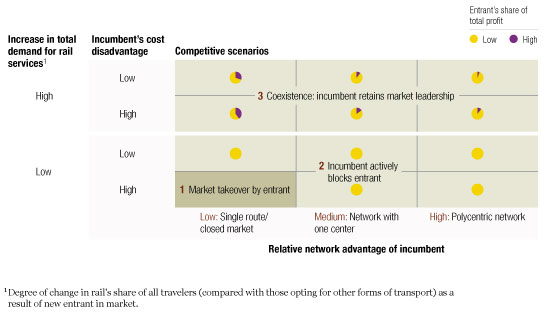 Entrant's share of
total profit
Low High
Increase in total
demand for rail
services1
Incumbent's cost
disadvantage
Competitive scenarios
High
Low
3 Coexistence: incumbent retains market leadership
High
Low
Low
2 Incumbent actively
blocks entrant
High
1 Market takeover by entrant
Low: Single route/
closed market
Medium: Network with
one center
High: Polycentric network
Relative network advantage of incumbent
1Degree of change in rail's share of all travelers (compared with those opting for other forms of transport) as a
result of new entrant in market.